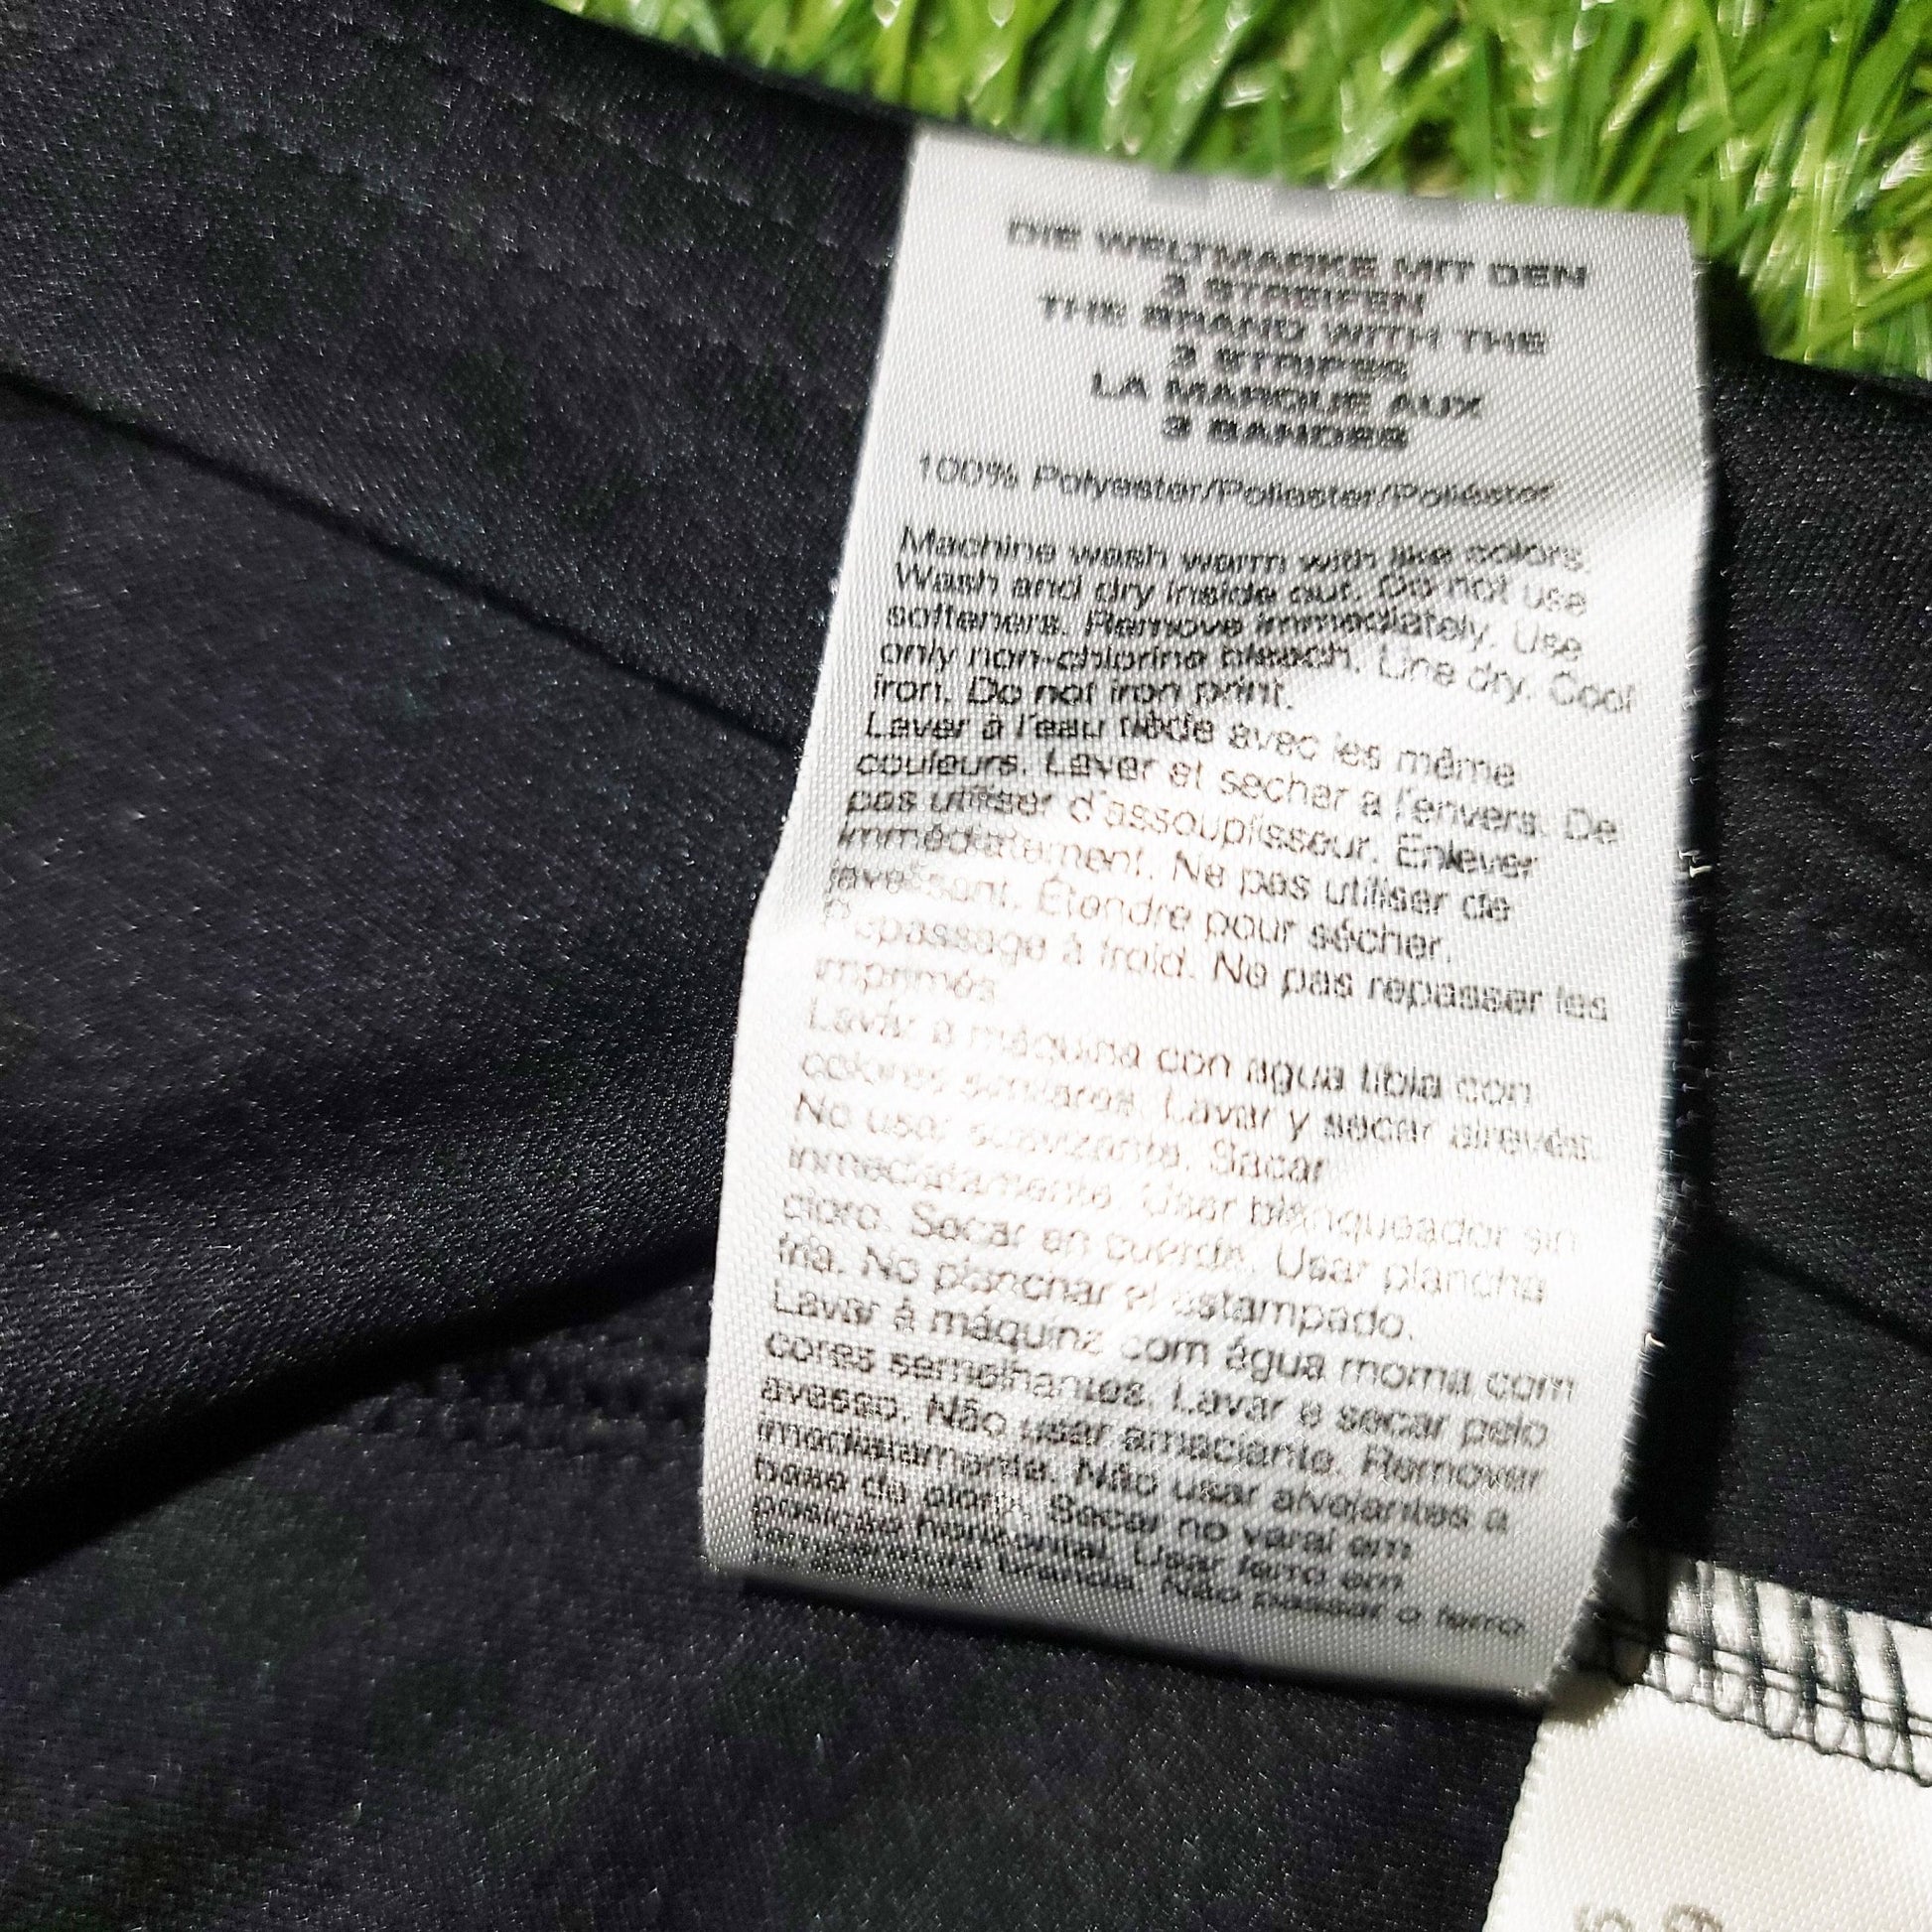 DIE WELTMARKE MIT DEN
3 STREIFEN
THE BRAND WITH THE
3 STRIPES
LA MARQUE AUX
3 BANDES
100% Polyester/Poliester/Poliéster
Machine wash warm with like colors.
Wash and dry inside out. Do not use
softeners. Remove immediately. Use
only non-chlorine bleach. Line dry. Cool
iron. Do not iron print.
Laver à l'eau tiède avec les même
couleurs. Laver et secher a l'envers. De
pas utiliser d'assouplisseur. Enlever
immédiatement. Ne pas utiliser de
javellisant. Étendre pour sécher.
Repassage à froid. Ne pas repasser les
imprimés.
Lavar a máquina con agua tibia con
colores similares. Lavar y secar alrevés.
No usar suavizante. Sacar
inmediatamente. Usar blanqueador sin
cloro. Secar en cuerda. Usar plancha
fria. No planchar el estampado.
Lavar à máquina com água morna com
cores semelhantes. Lavar e secar pelo
avesso. Não usar amaciante. Remover
imediatamente. Não usar alvejantes a
base de cloro. Secar no varal em
posição horizontal. Usar ferro em
branda. Não passar o ferro